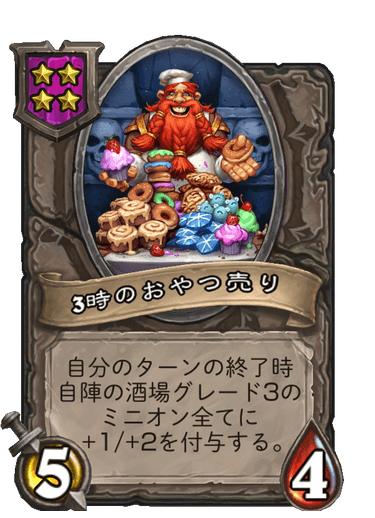 3時のおやつ売り
自分のターンの終了時
自陣の酒場グレード3の
ミニオン全てに
+1/+2を付与する。
5
4